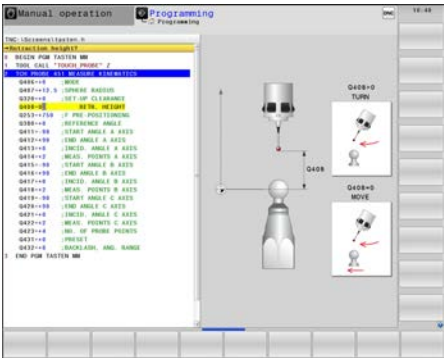 Manual operation
Programming
Programming
DNC
10:40
TNC:\Screens\tasten.h
→Retraction height?
0 BEGIN PGM TASTEN MM
1 TOOL CALL "TOUCH_PROBE" Z
2 TCH PROBE 451 MEASURE KINEMATICS
Q406=+0 ;MODE
Q407=+12.5 ;SPHERE RADIUS
Q320=+0 ;SET-UP CLEARANCE
Q408=+0 ;RETR. HEIGHT
Q253=+750 ;F PRE-POSITIONING
Q380=+0 ;REFERENCE ANGLE
Q411=-90 ;START ANGLE A AXIS
Q412=+90 ;END ANGLE A AXIS
Q413=+0 ;INCID. ANGLE A AXIS
Q414=+2 ;MEAS. POINTS A AXIS
Q415=-90 ;START ANGLE B AXIS
Q416=+90 ;END ANGLE B AXIS
Q417=+0 ;INCID. ANGLE B AXIS
Q418=+2 ;MEAS. POINTS B AXIS
Q419=-90 ;START ANGLE C AXIS
Q420=+90 ;END ANGLE C AXIS
Q421=+0 ;INCID. ANGLE C AXIS
Q422=+2 ;MEAS. POINTS C AXIS
Q423=+4 ;NO. OF PROBE POINTS
Q431=+0 ;PRESET
Q432=+0 ;BACKLASH, ANG. RANGE
3 END PGM TASTEN MM
Q408>0
TURN
Q408
Q408=0
MOVE